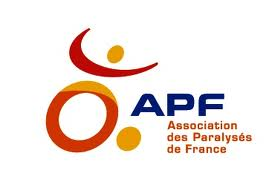 APF
Association
des Paralysés
de France